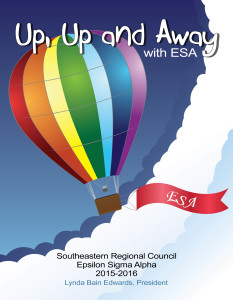 Up, Up and Away
with ESA
ESA
Southeastern Regional Council
Epsilon Sigma Alpha
2015-2016
Lynda Bain Edwards, President